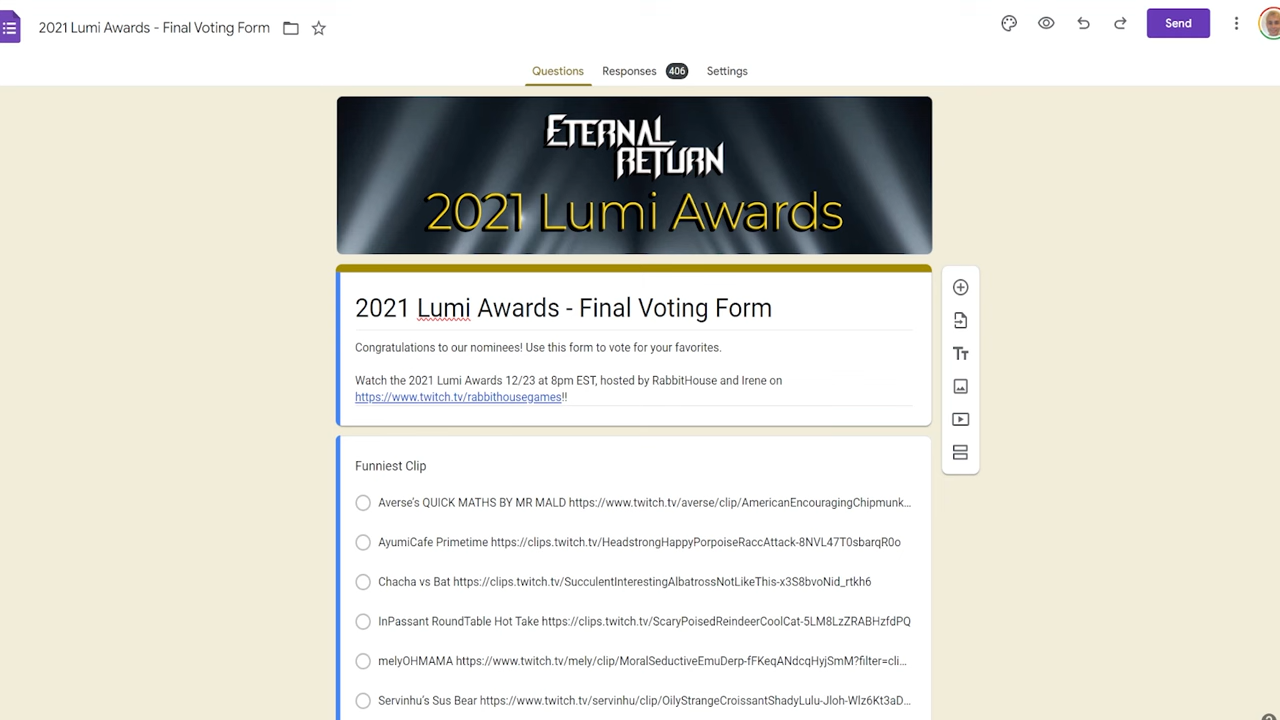 2021 Lumi Awards - Final Voting Form
Send
Questions Responses 406 Settings
ETERNAL
RETURN
2021 Lumi Awards
2021 Lumi Awards - Final Voting Form
Congratulations to our nominees! Use this form to vote for your favorites.
Watch the 2021 Lumi Awards 12/23 at 8pm EST, hosted by RabbitHouse and Irene on
https://www.twitch.tv/rabbithousegames!!
Funniest Clip
Averse's QUICK MATHS BY MR MALD https://www.twitch.tv/averse/clip/AmericanEncouragingChipmunk...
AyumiCafe Primetime https://clips.twitch.tv/HeadstrongHappyPorpoiseRaccAttack-8NVL47T0sbarqR0o
Chacha vs Bat https://clips.twitch.tv/SucculentInterestingAlbatrossNotLikeThis-x3S8bvoNid_rtkh6
InPassant RoundTable Hot Take https://clips.twitch.tv/ScaryPoisedReindeerCoolCat-5LM8LzZRABHzfdPQ
melyOHMAMA https://www.twitch.tv/mely/clip/MoralSeductiveEmuDerp-fFKeqANdcqHyjSmM?filter=cli...
Servinhu's Sus Bear https://www.twitch.tv/servinhu/clip/OilyStrangeCroissantShadyLulu-Jloh-Wlz6Kt3aD...